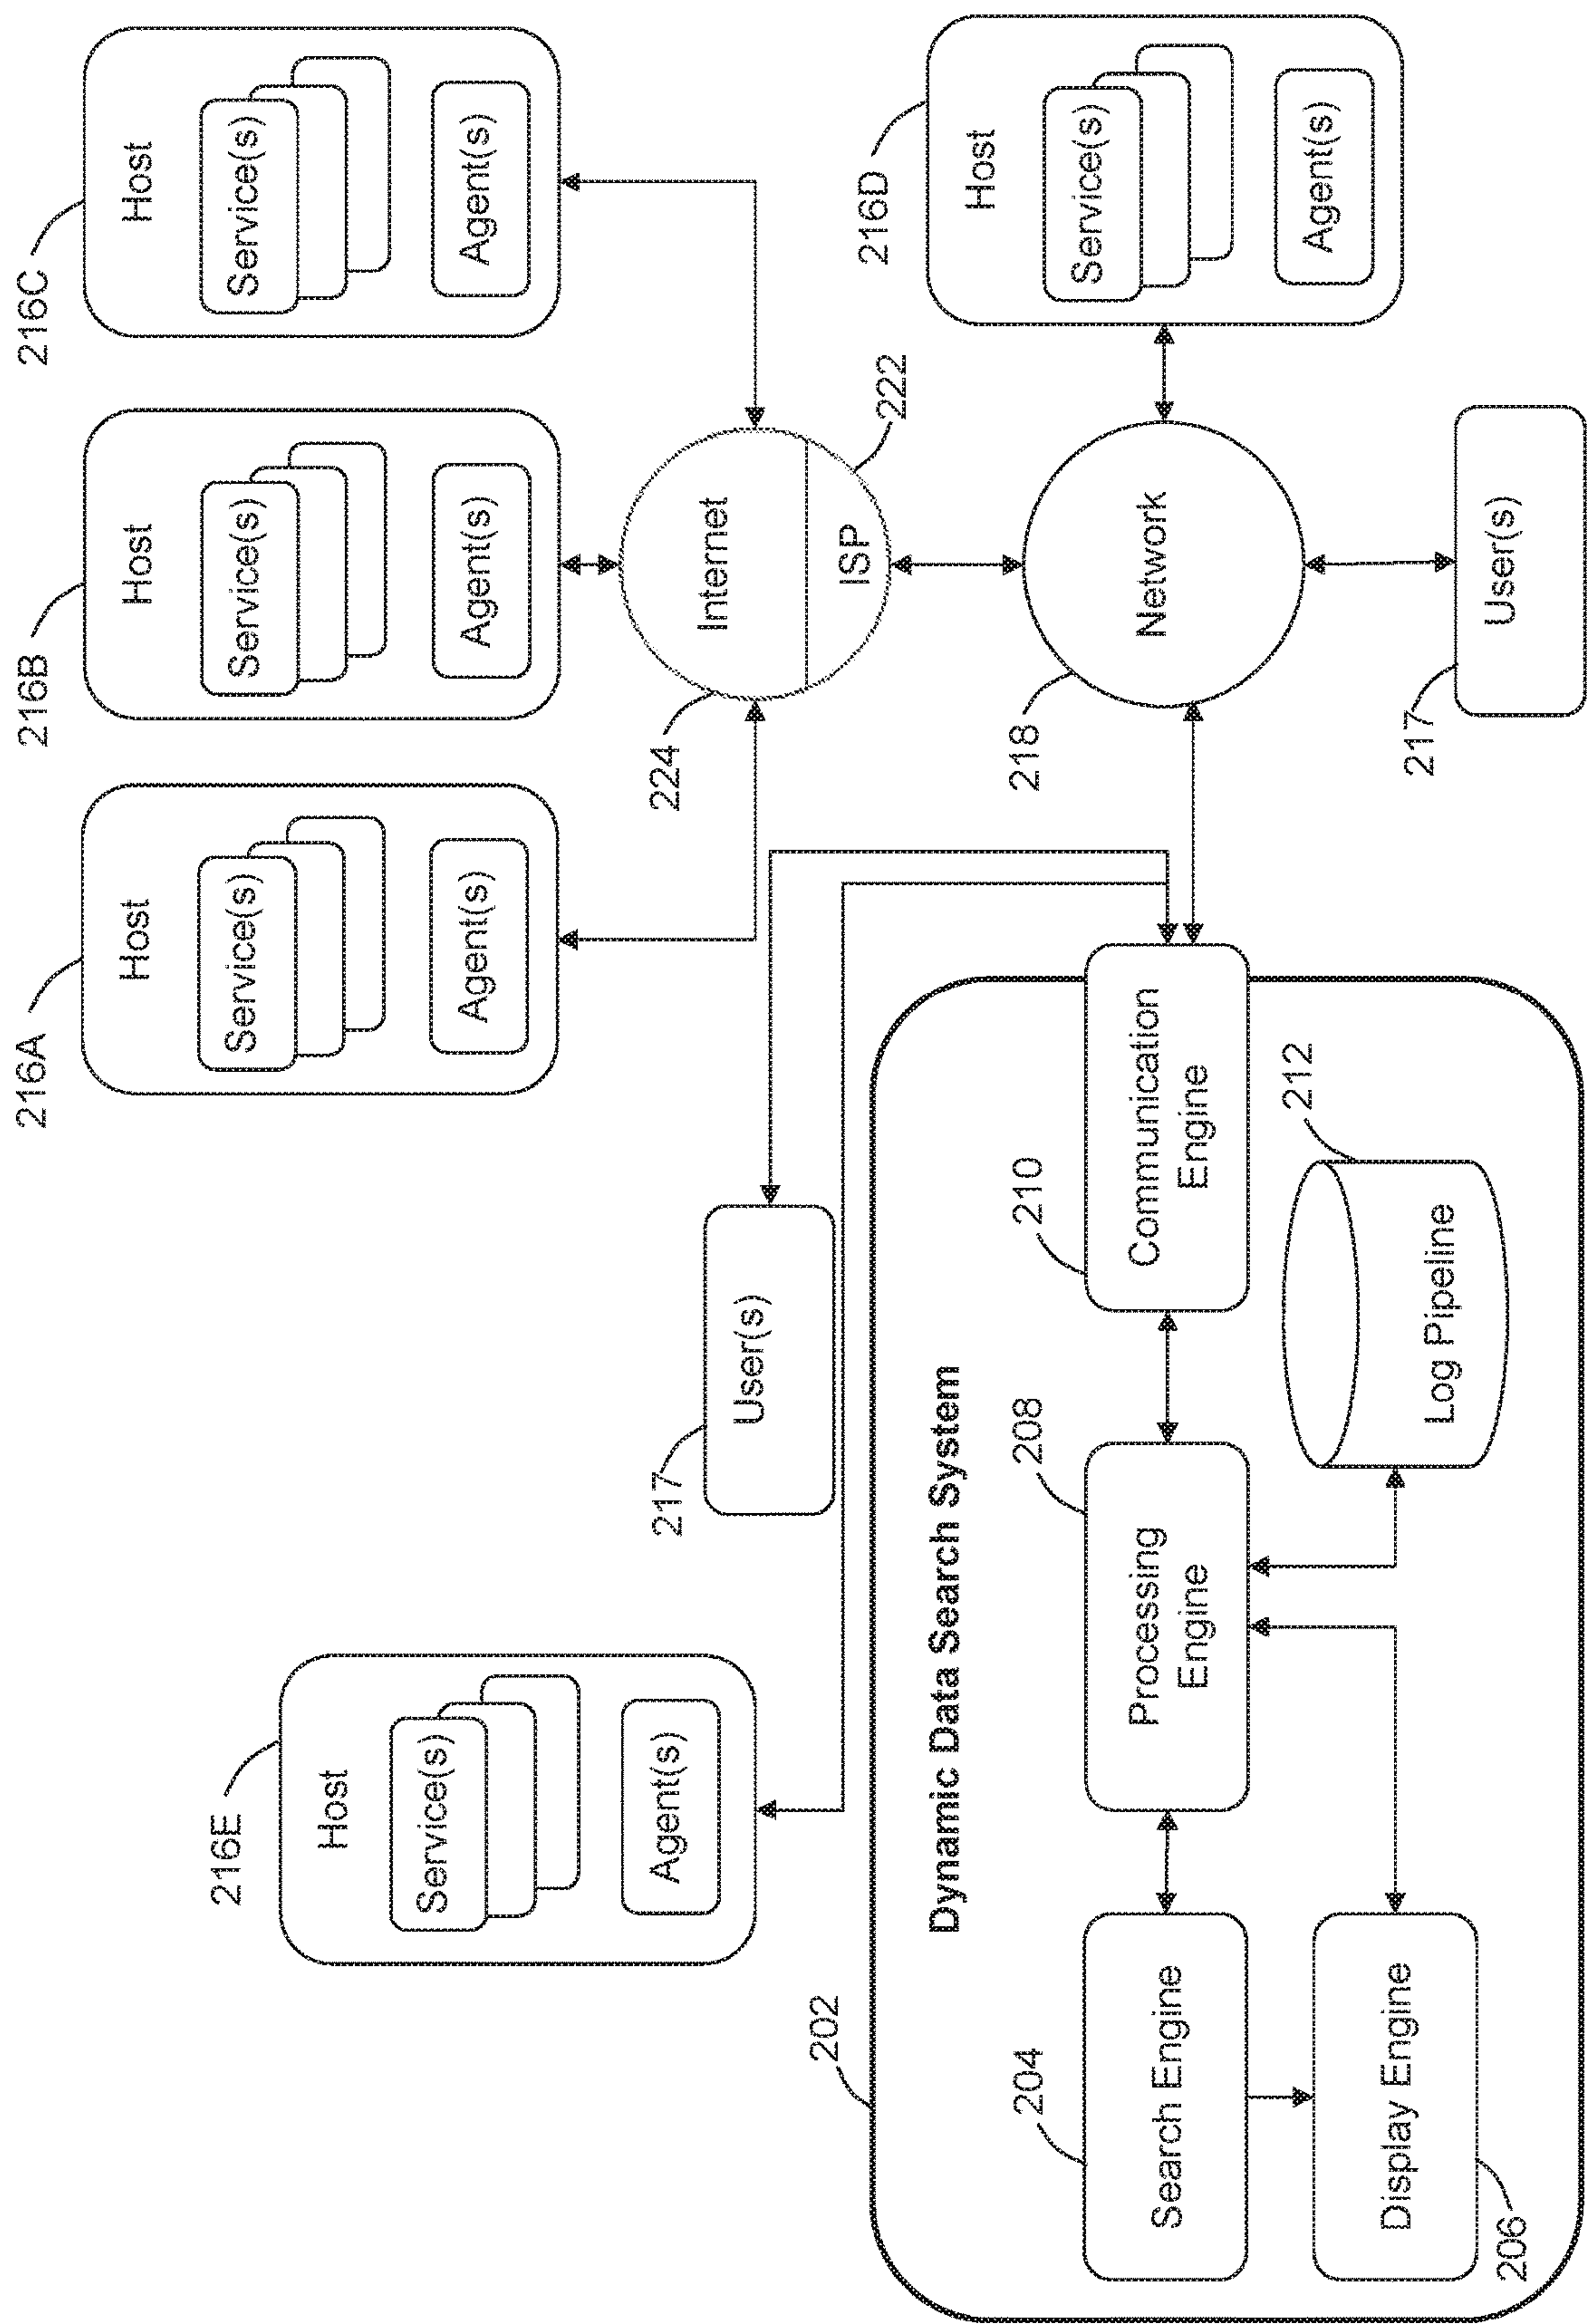 216A
Host
Service(s)
Agent(s)
216B
Host
Service(s)
Agent(s)
216C
Host
Service(s)
Agent(s)
216E
Host
Service(s)
Agent(s)
217
User(s)
224
Internet
ISP
222
216D
Host
Service(s)
Agent(s)
218
Network
217
User(s)
202
Dynamic Data Search System
204
Search Engine
208
Processing
Engine
210
Communication
Engine
206
Display Engine
212
Log Pipeline